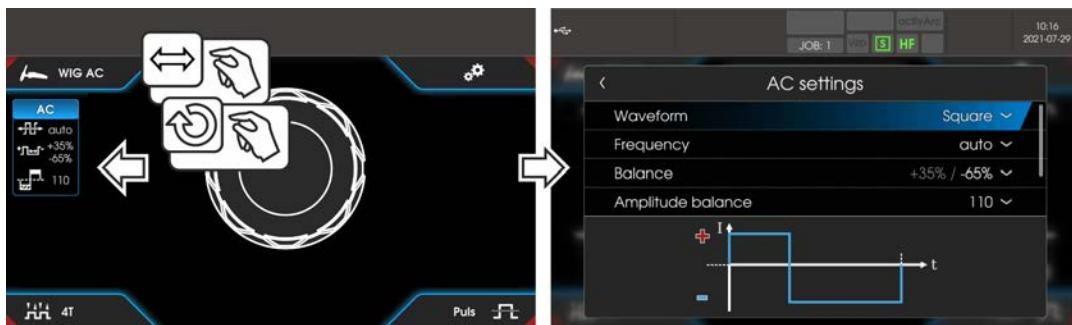 WIG AC
AC
auto
+35%
-65%
110
4T
Puls
activArc
JOB: 1
VRD
S
HF
10:16
2021-07-29
AC settings
Waveform
Square
Frequency
auto
Balance
+35% / -65%
Amplitude balance
110
+
I
t
-